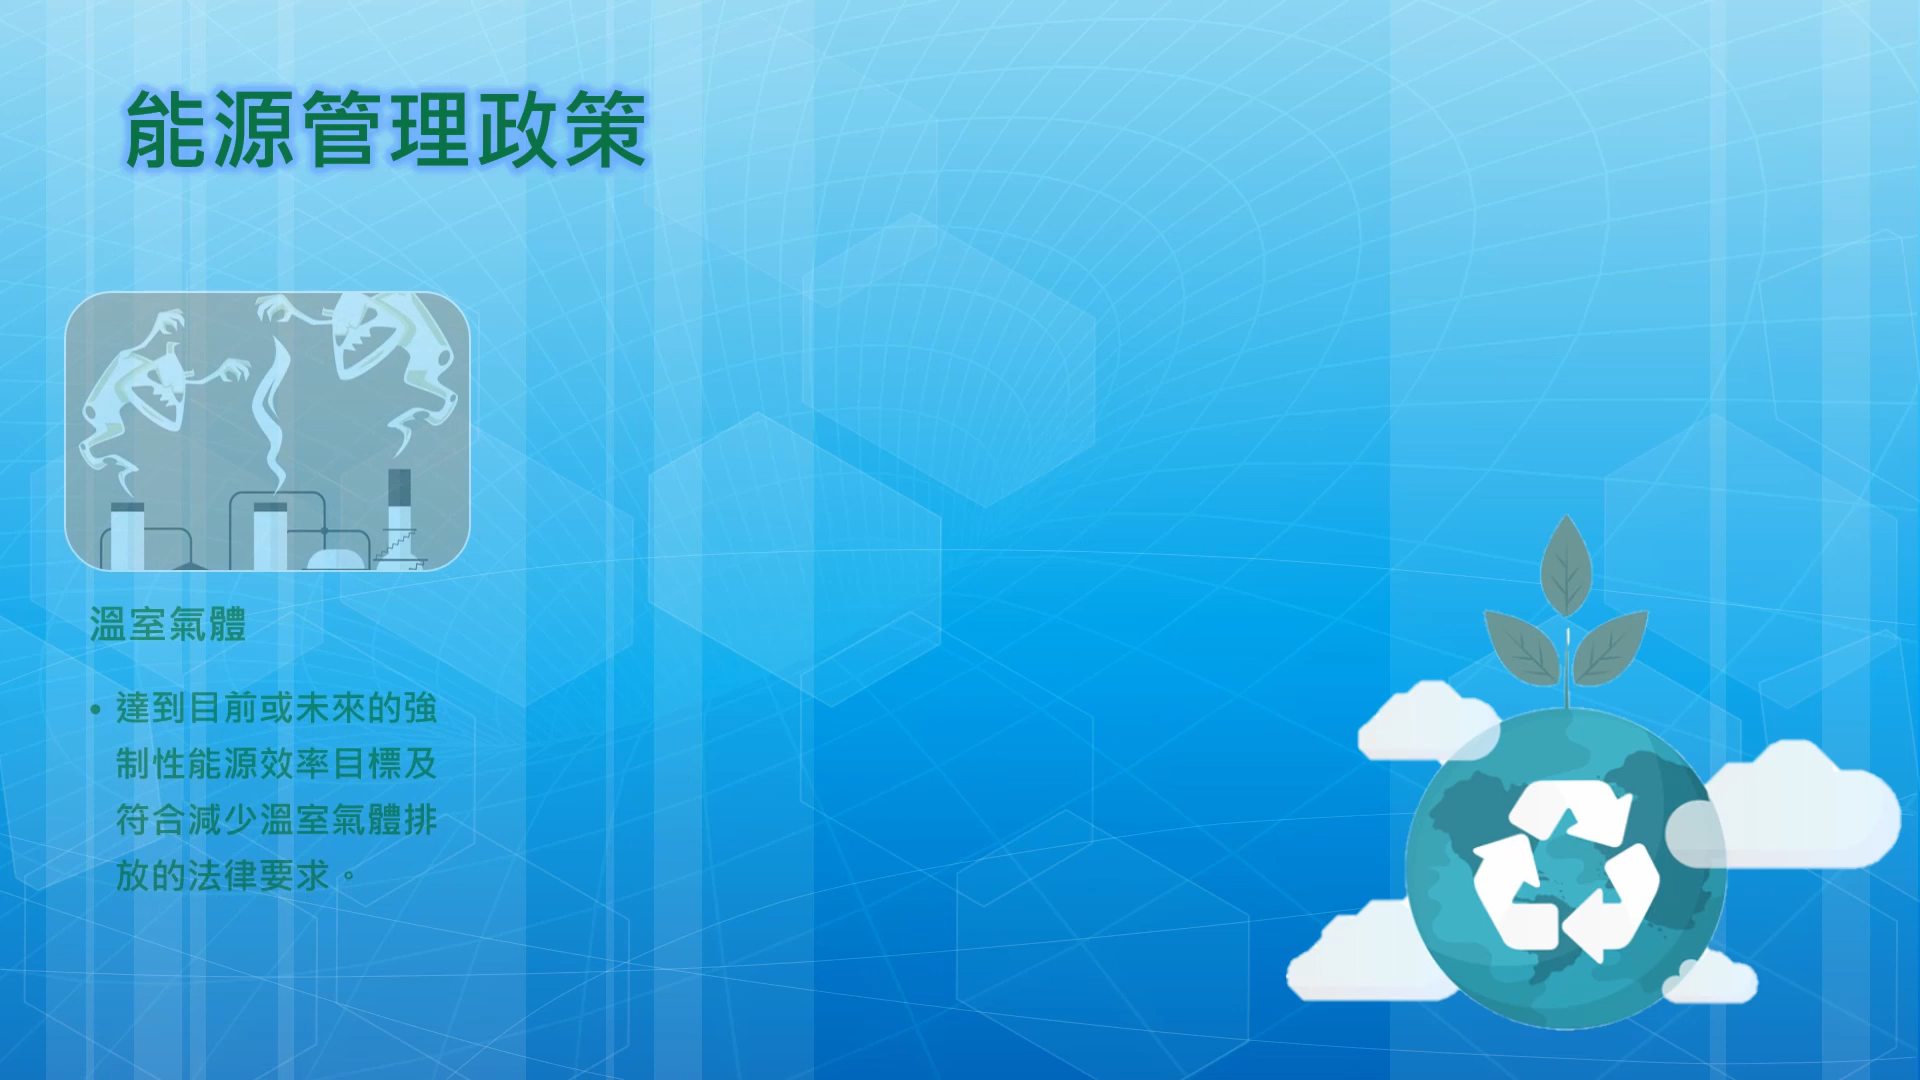 能源管理政策
溫室氣體
• 達到目前或未來的強
制性能源效率目標及
符合減少溫室氣體排
放的法律要求。